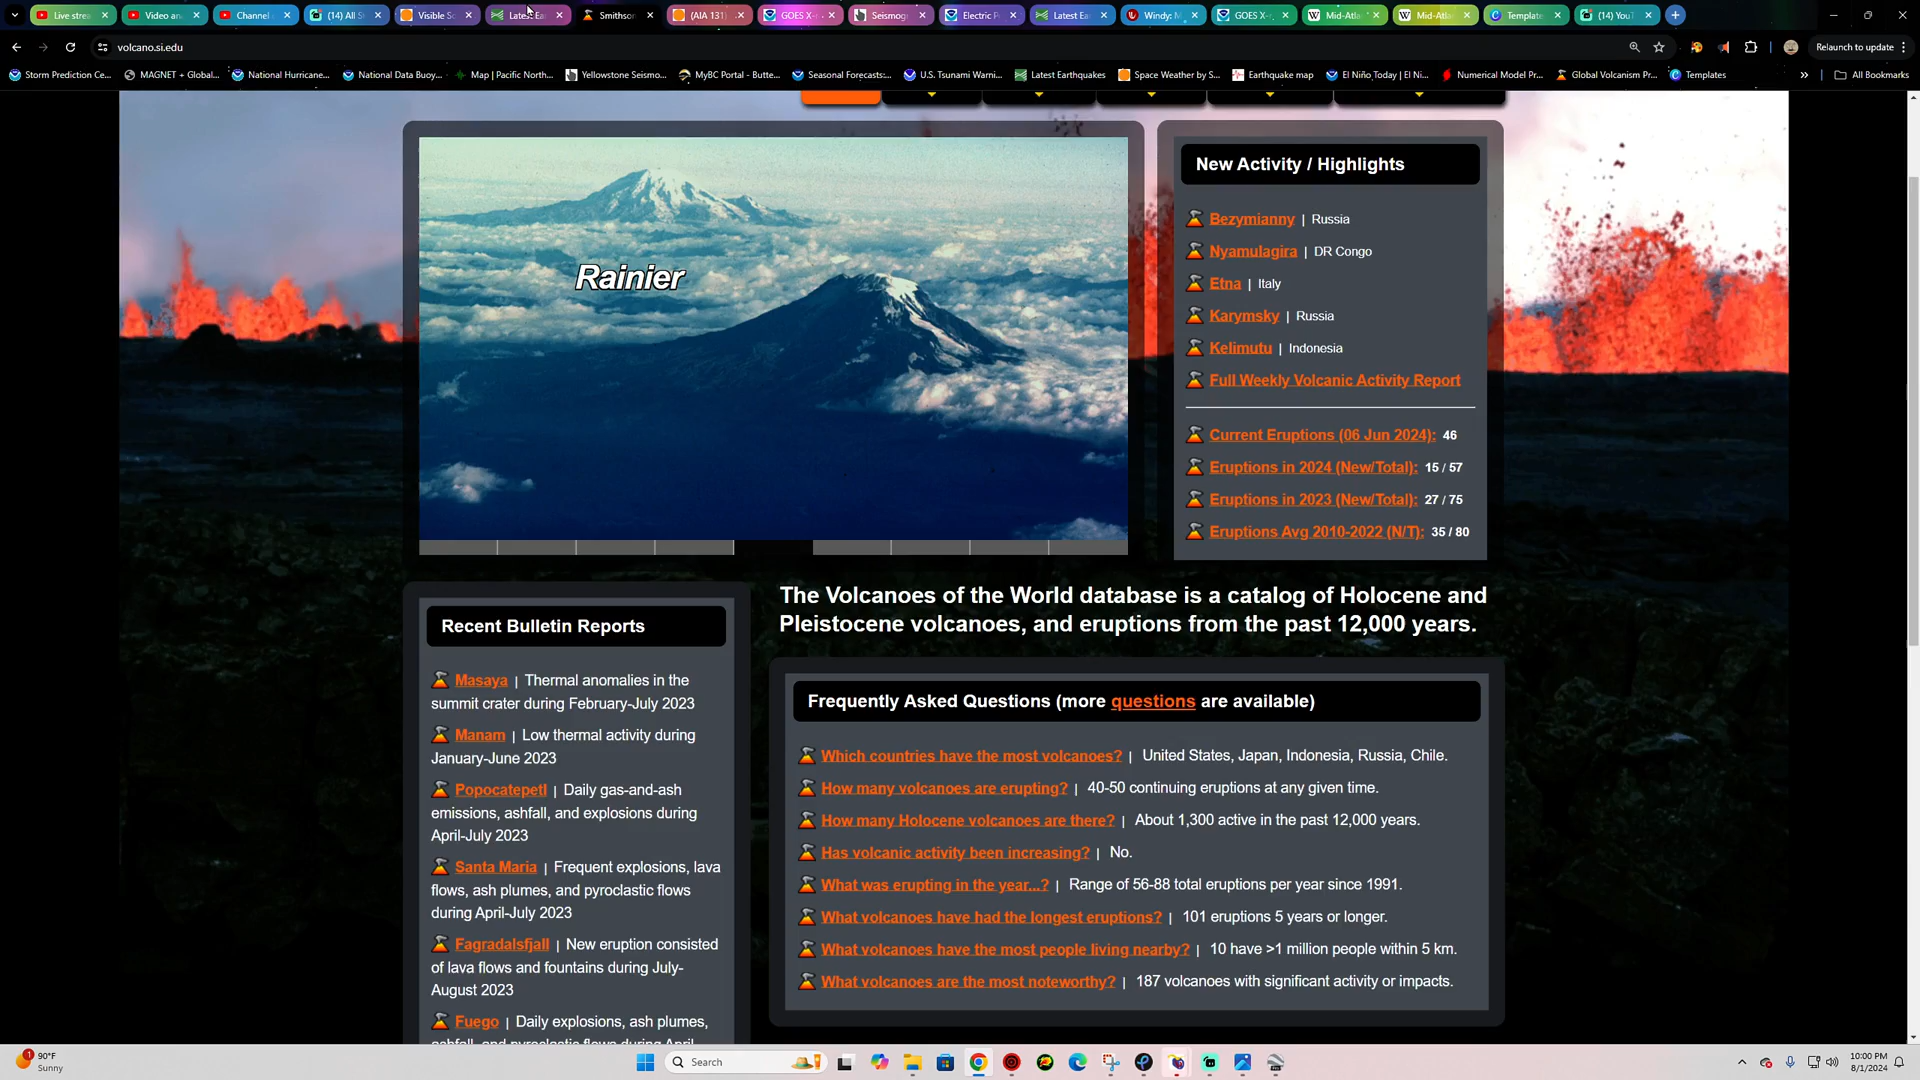 Live stre
Video an
Channel
(14) All S
Visible So
Latest Ea
Smithson
(AIA 131)
GOES X-r
Seismog
Electric P
Latest Ea
Windy: M
GOES X-r
Mid-Atla
Mid-Atla
Template
(14) YouT
volcano.si.edu
Relaunch to update
Storm Prediction Ce...
MAGNET + Global...
National Hurricane...
National Data Buoy...
Map | Pacific North...
Yellowstone Seismo...
MyBC Portal - Butte...
Seasonal Forecasts:...
U.S. Tsunami Warni...
Latest Earthquakes
Space Weather by S...
Earthquake map
El Niño Today | El Ni...
Numerical Model Pr...
Global Volcanism Pr...
Templates
All Bookmarks
Rainier
New Activity / Highlights
Bezymianny | Russia
Nyamulagira | DR Congo
Etna | Italy
Karymsky | Russia
Kelimutu | Indonesia
Full Weekly Volcanic Activity Report
Current Eruptions (06 Jun 2024): 46
Eruptions in 2024 (New/Total): 15 / 57
Eruptions in 2023 (New/Total): 27 / 75
Eruptions Avg 2010-2022 (N/T): 35 / 80
The Volcanoes of the World database is a catalog of Holocene and
Pleistocene volcanoes, and eruptions from the past 12,000 years.
Recent Bulletin Reports
Masaya | Thermal anomalies in the
summit crater during February-July 2023
Manam | Low thermal activity during
January-June 2023
Popocatepetl | Daily gas-and-ash
emissions, ashfall, and explosions during
April-July 2023
Santa Maria | Frequent explosions, lava
flows, ash plumes, and pyroclastic flows
during April-July 2023
Fagradalsfjall | New eruption consisted
of lava flows and fountains during July-
August 2023
Fuego | Daily explosions, ash plumes,
ashfall, and pyroclastic flows during April
Frequently Asked Questions (more questions are available)
Which countries have the most volcanoes? | United States, Japan, Indonesia, Russia, Chile.
How many volcanoes are erupting? | 40-50 continuing eruptions at any given time.
How many Holocene volcanoes are there? | About 1,300 active in the past 12,000 years.
Has volcanic activity been increasing? | No.
What was erupting in the year...? | Range of 56-88 total eruptions per year since 1991.
What volcanoes have had the longest eruptions? | 101 eruptions 5 years or longer.
What volcanoes have the most people living nearby? | 10 have >1 million people within 5 km.
What volcanoes are the most noteworthy? | 187 volcanoes with significant activity or impacts.
1
90°F
Sunny
Search
10:00 PM
8/1/2024